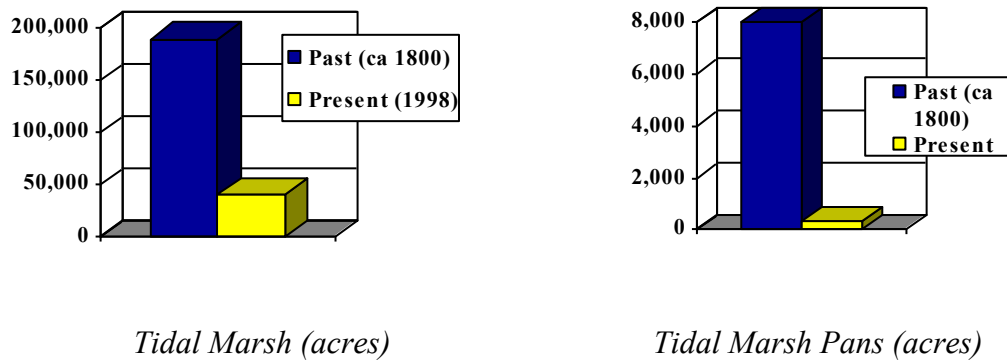 200,000
150,000
100,000
50,000
0
Past (ca 1800)
Present (1998)
Tidal Marsh (acres)
8,000
6,000
4,000
2,000
0
Past (ca
1800)
Present
Tidal Marsh Pans (acres)